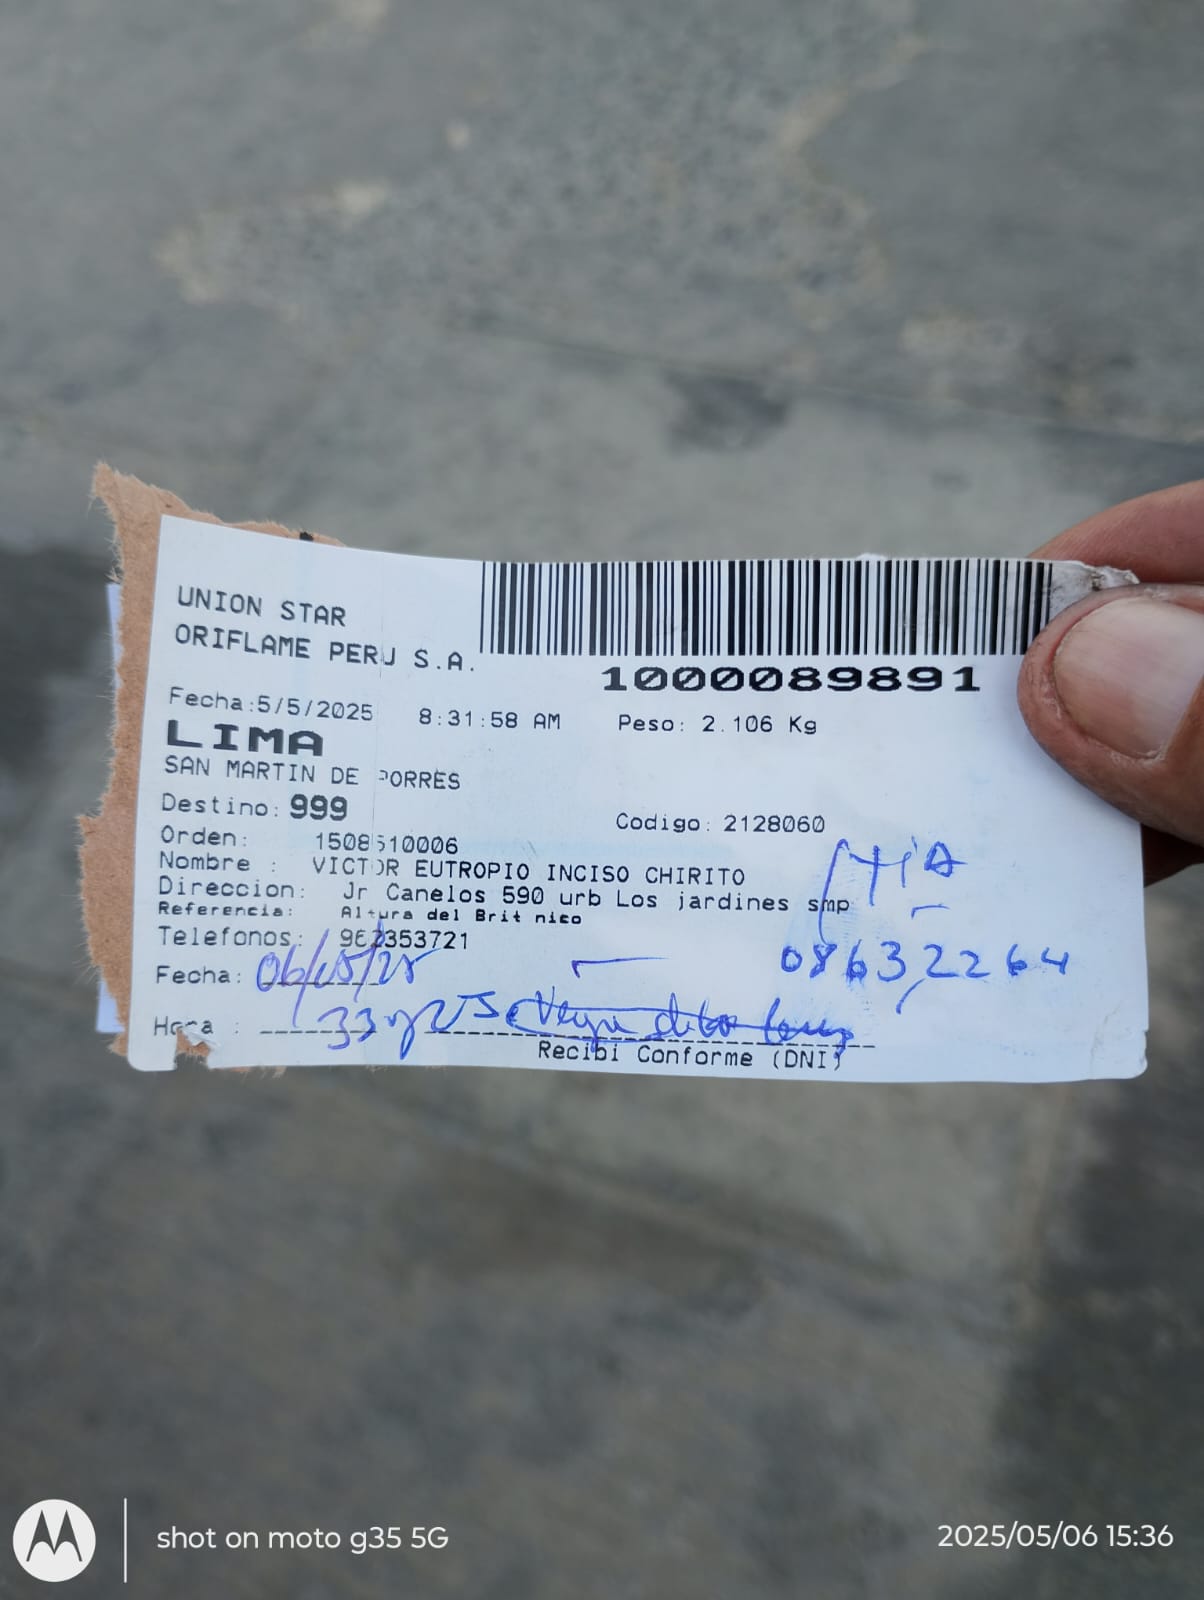 UNION STAR
ORIFLAME PERU S.A.
1000089891
Fecha:5/5/2025 8:31:58 AM Peso: 2.106 Kg
LIMA
SAN MARTIN DE PORRES
Destino: 999 Codigo: 2128060
Orden: 1508510006
Nombre : VICTOR EUTROPIO INCISO CHIRITO
Direccion: Jr Canelos 590 urb Los jardines smp
Referencia: Altura del Brit nico
Telefonos: 962353721
08632264
Fecha: 06/05/25
Hora :
Recibi Conforme (DNI)
shot on moto g35 5G
2025/05/06 15:36